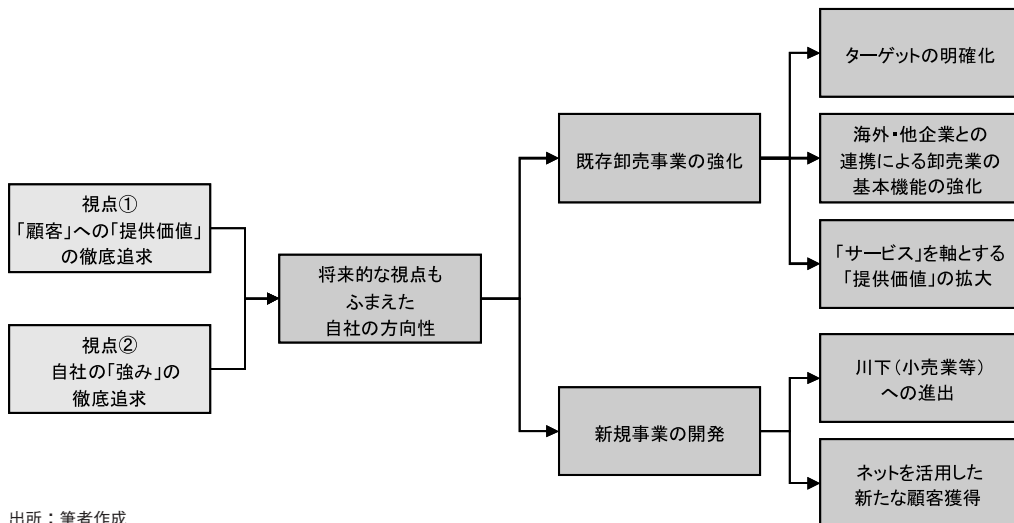 視点①
「顧客」への「提供価値」
の徹底追求
視点②
自社の「強み」の
徹底追求
将来的な視点も
ふまえた
自社の方向性
既存卸売事業の強化
新規事業の開発
ターゲットの明確化
海外・他企業との
連携による卸売業の
基本機能の強化
「サービス」を軸とする
「提供価値」の拡大
川下（小売業等）
への進出
ネットを活用した
新たな顧客獲得
出所：筆者作成